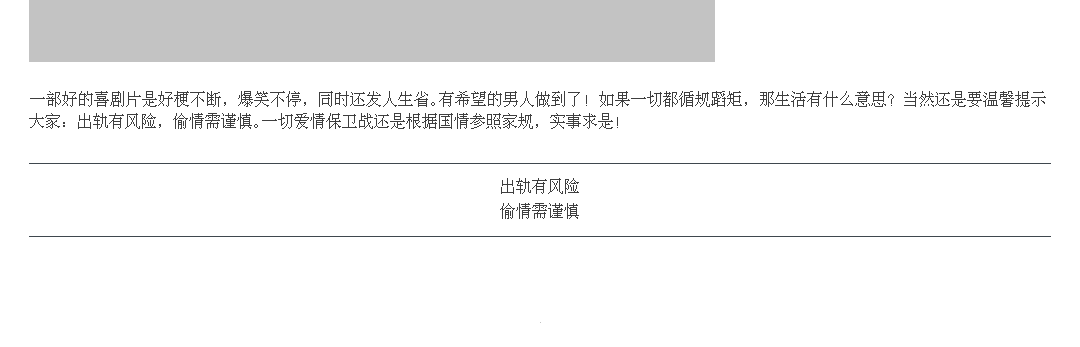 一部好的喜剧片是好梗不断，爆笑不停，同时还发人生省。有希望的男人做到了！如果一切都循规蹈矩，那生活有什么意思？当然还是要温馨提示
大家：出轨有风险，偷情需谨慎。一切爱情保卫战还是根据国情参照家规，实事求是！
出轨有风险
偷情需谨慎